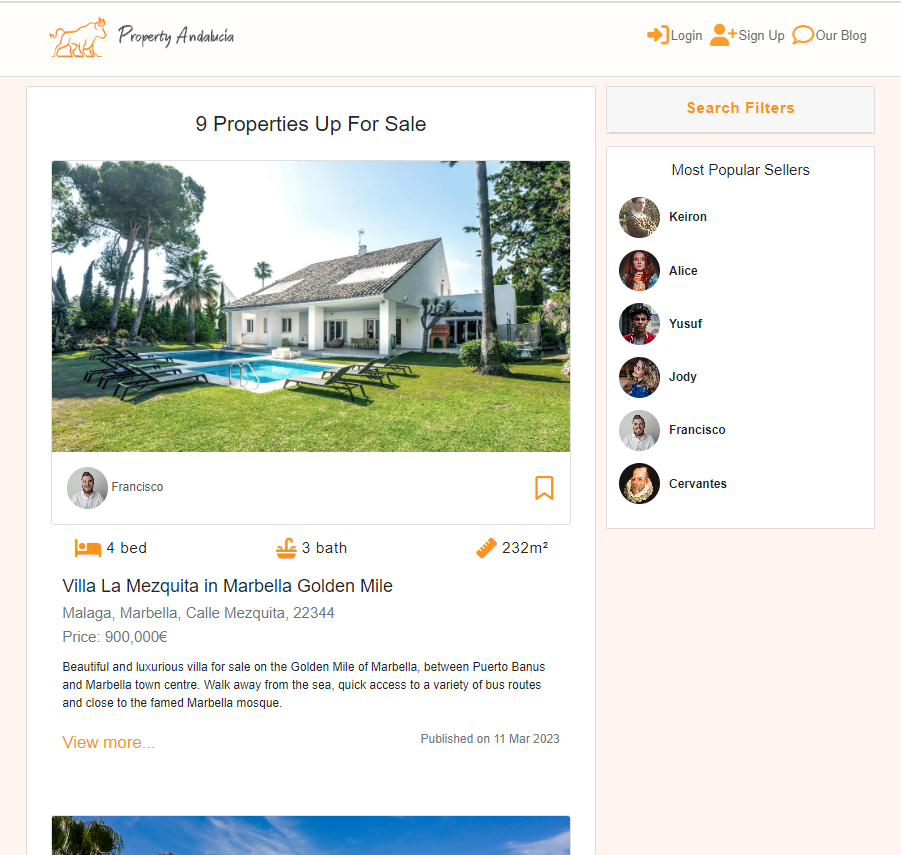 Property Andalucía
Login
Sign Up
Our Blog
9 Properties Up For Sale
Francisco
4 bed
3 bath
232m²
Villa La Mezquita in Marbella Golden Mile
Malaga, Marbella, Calle Mezquita, 22344
Price: 900,000€
Beautiful and luxurious villa for sale on the Golden Mile of Marbella, between Puerto Banus
and Marbella town centre. Walk away from the sea, quick access to a variety of bus routes
and close to the famed Marbella mosque.
View more...
Published on 11 Mar 2023
Search Filters
Most Popular Sellers
Keiron
Alice
Yusuf
Jody
Francisco
Cervantes